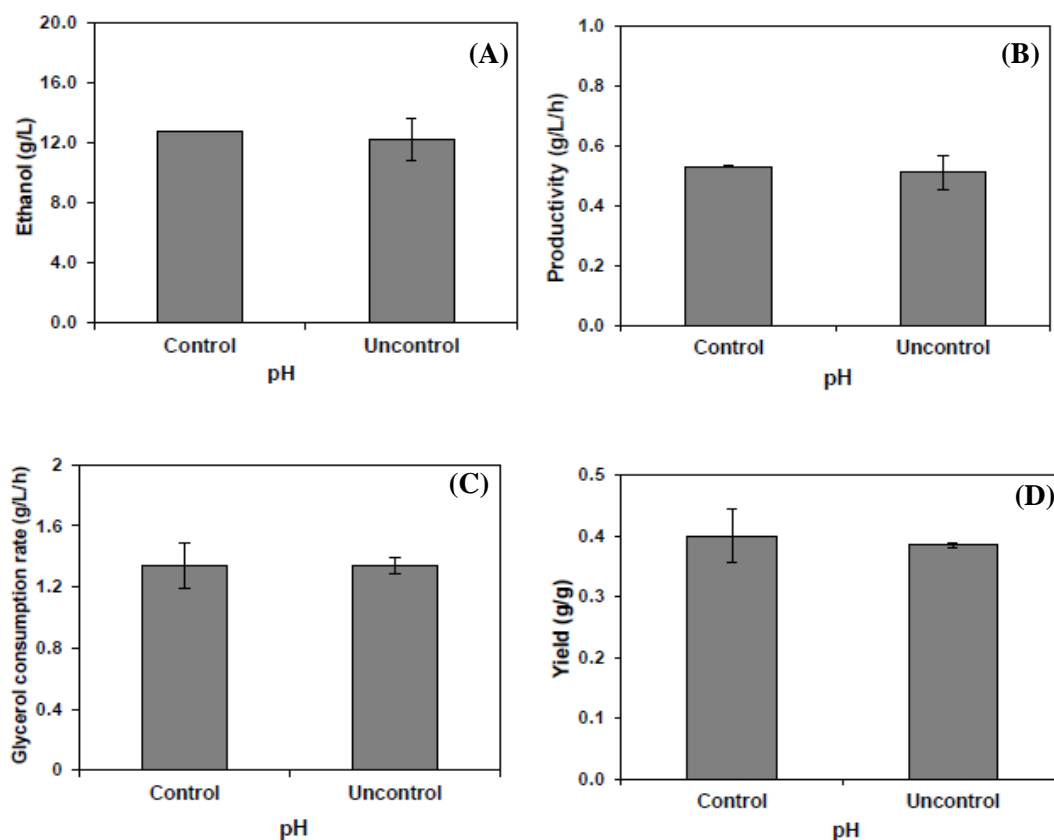 (A)
Ethanol (g/L)
20.0
16.0
12.0
8.0
4.0
0.0
Control Uncontrol
pH
(B)
Productivity (g/L/h)
1.0
0.8
0.6
0.4
0.2
0.0
Control Uncontrol
pH
(C)
Glycerol consumption rate (g/L/h)
2
1.6
1.2
0.8
0.4
0
Control Uncontrol
pH
(D)
Yield (g/g)
0.5
0.4
0.3
0.2
0.1
0.0
Control Uncontrol
pH